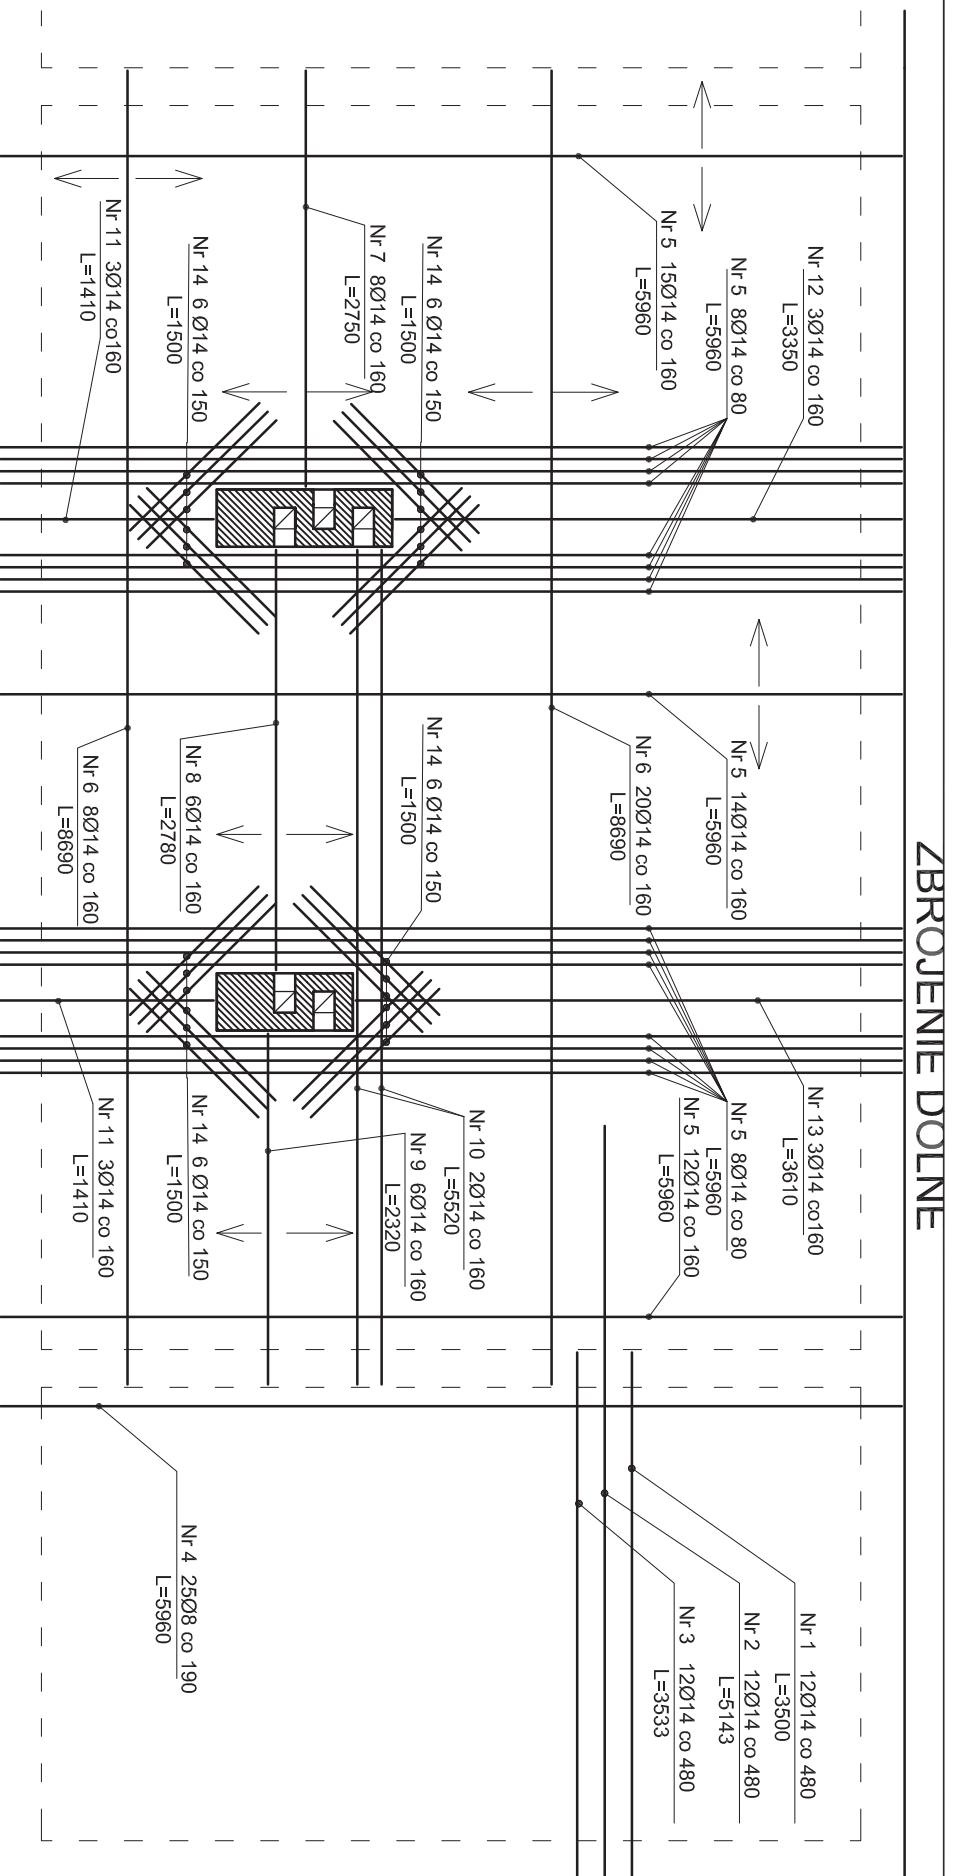 ZBROJENIE DOLNE
Nr 12 3Ø14 co 160
L=3350
Nr 5 8Ø14 co 80
L=5960
Nr 5 15Ø14 co 160
L=5960
Nr 14 6 Ø14 co 150
L=1500
Nr 7 8Ø14 co 160
L=2750
Nr 14 6 Ø14 co 150
L=1500
Nr 11 3Ø14 co160
L=1410
Nr 5 14Ø14 co 160
L=5960
Nr 6 20Ø14 co 160
L=8690
Nr 14 6 Ø14 co 150
L=1500
Nr 8 6Ø14 co 160
L=2780
Nr 6 8Ø14 co 160
L=8690
Nr 13 3Ø14 co160
L=3610
Nr 5 8Ø14 co 80
L=5960
Nr 5 12Ø14 co 160
L=5960
Nr 10 2Ø14 co 160
L=5520
Nr 9 6Ø14 co 160
L=2320
Nr 14 6 Ø14 co 150
L=1500
Nr 11 3Ø14 co 160
L=1410
Nr 1 12Ø14 co 480
L=3500
Nr 2 12Ø14 co 480
L=5143
Nr 3 12Ø14 co 480
L=3533
Nr 4 25Ø8 co 190
L=5960